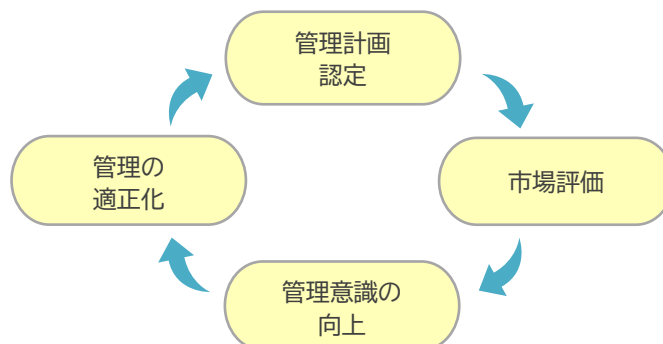 管理計画
認定
市場評価
管理意識の
向上
管理の
適正化